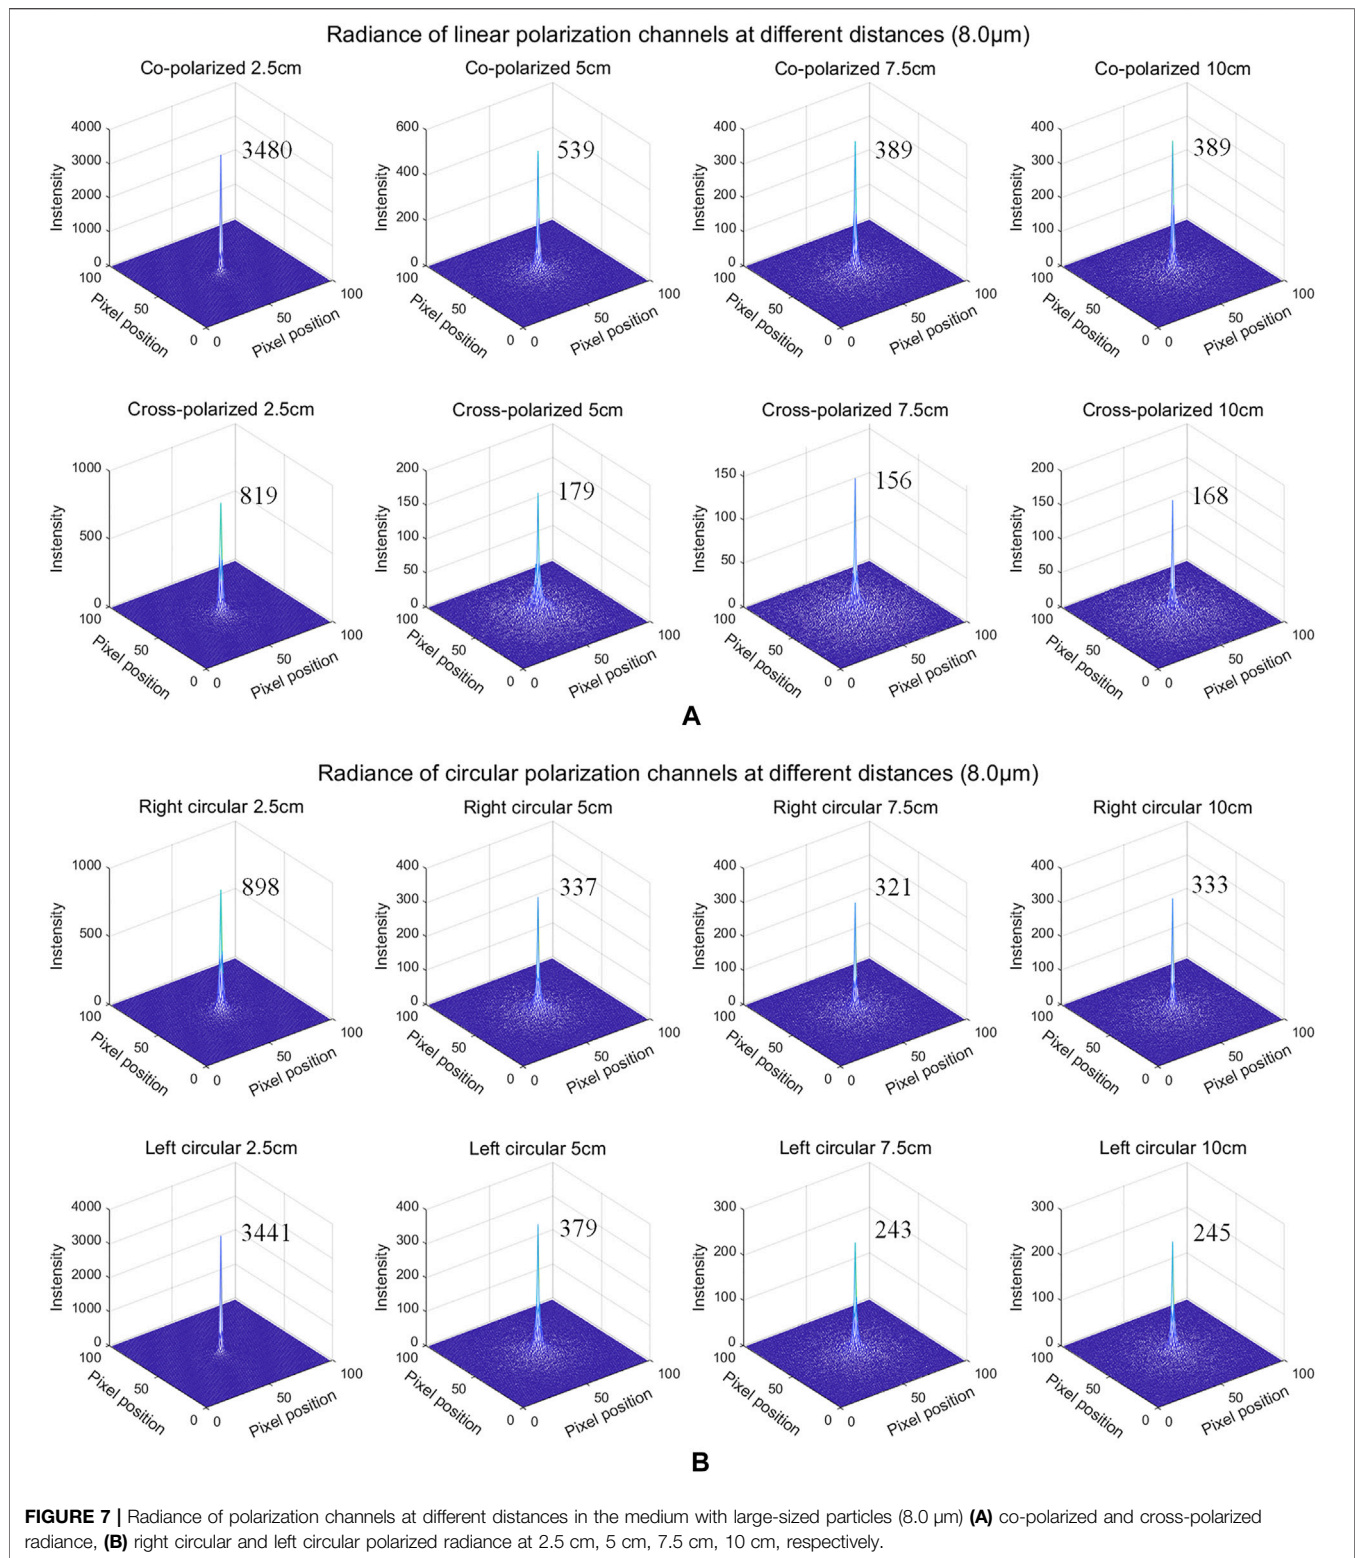 Radiance of linear polarization channels at different distances (8.0µm)
Co-polarized 2.5cm
4000
3000
2000
1000
0
Instensity
3480
100
50
0
Pixel position
0
50
100
Pixel position
Co-polarized 5cm
600
400
200
0
Instensity
539
100
50
0
Pixel position
0
50
100
Pixel position
Co-polarized 7.5cm
400
300
200
100
0
Instensity
389
100
50
0
Pixel position
0
50
100
Pixel position
Co-polarized 10cm
400
300
200
100
0
Instensity
389
100
50
0
Pixel position
0
50
100
Pixel position
Cross-polarized 2.5cm
1000
500
0
Instensity
819
100
50
0
Pixel position
0
50
100
Pixel position
Cross-polarized 5cm
200
150
100
50
0
Instensity
179
100
50
0
Pixel position
0
50
100
Pixel position
Cross-polarized 7.5cm
150
100
50
0
Instensity
156
100
50
0
Pixel position
0
50
100
Pixel position
Cross-polarized 10cm
200
150
100
50
0
Instensity
168
100
50
0
Pixel position
0
50
100
Pixel position
A
Radiance of circular polarization channels at different distances (8.0µm)
Right circular 2.5cm
1000
500
0
Instensity
898
100
50
0
Pixel position
0
50
100
Pixel position
Right circular 5cm
400
300
200
100
0
Instensity
337
100
50
0
Pixel position
0
50
100
Pixel position
Right circular 7.5cm
400
300
200
100
0
Instensity
321
100
50
0
Pixel position
0
50
100
Pixel position
Right circular 10cm
400
300
200
100
0
Instensity
333
100
50
0
Pixel position
0
50
100
Pixel position
Left circular 2.5cm
4000
3000
2000
1000
0
Instensity
3441
100
50
0
Pixel position
0
50
100
Pixel position
Left circular 5cm
400
300
200
100
0
Instensity
379
100
50
0
Pixel position
0
50
100
Pixel position
Left circular 7.5cm
300
200
100
0
Instensity
243
100
50
0
Pixel position
0
50
100
Pixel position
Left circular 10cm
300
200
100
0
Instensity
245
100
50
0
Pixel position
0
50
100
Pixel position
B
FIGURE 7 | Radiance of polarization channels at different distances in the medium with large-sized particles (8.0 µm) (A) co-polarized and cross-polarized
radiance, (B) right circular and left circular polarized radiance at 2.5 cm, 5 cm, 7.5 cm, 10 cm, respectively.